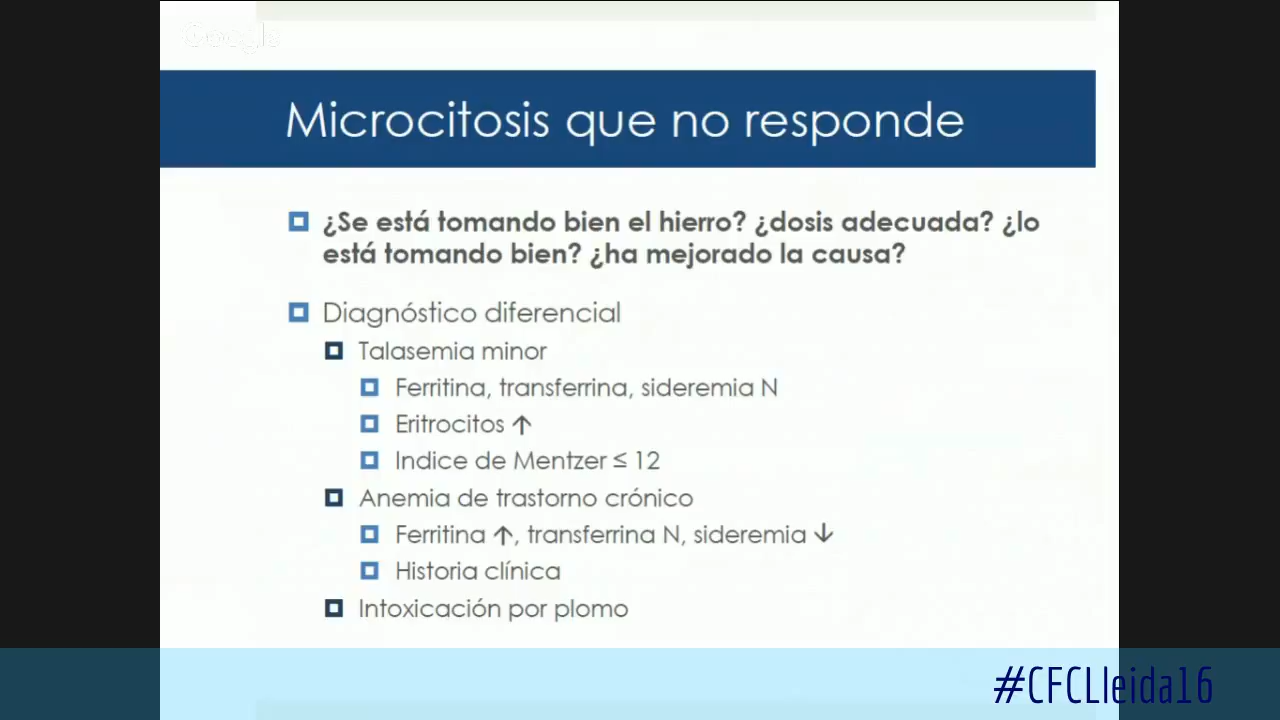 Google
Microcitosis que no responde
¿Se está tomando bien el hierro? ¿dosis adecuada? ¿lo
está tomando bien? ¿ha mejorado la causa?
Diagnóstico diferencial
Talasemia minor
Ferritina, transferrina, sideremia N
Eritrocitos ↑
Indice de Mentzer ≤ 12
Anemia de trastorno crónico
Ferritina ↑, transferrina N, sideremia ↓
Historia clínica
Intoxicación por plomo
#CFCLleida16